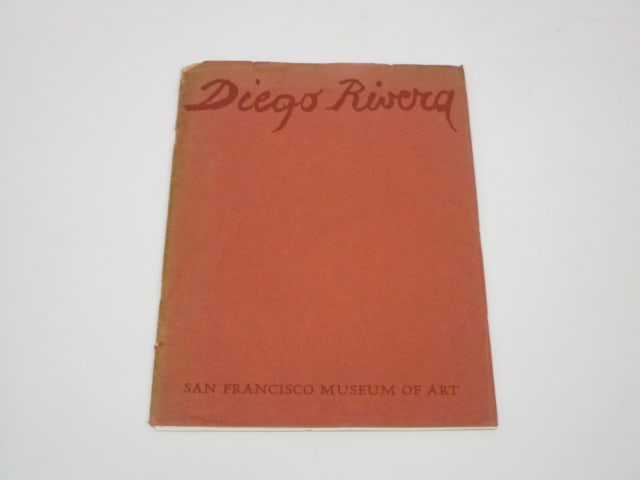 Diego Rivera
SAN FRANCISCO MUSEUM OF ART